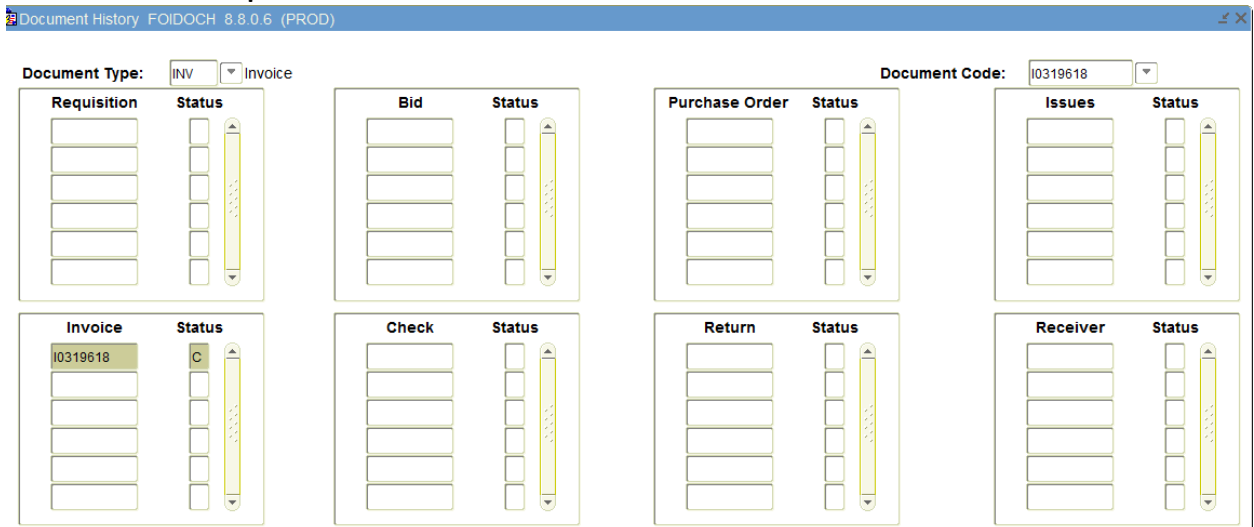 Document History FOIDOCH 8.8.0.6 (PROD)
Document Type: INV Invoice Document Code: I0319618
Requisition Status Bid Status Purchase Order Status Issues Status
Invoice Status Check Status Return Status Receiver Status
I0319618 C